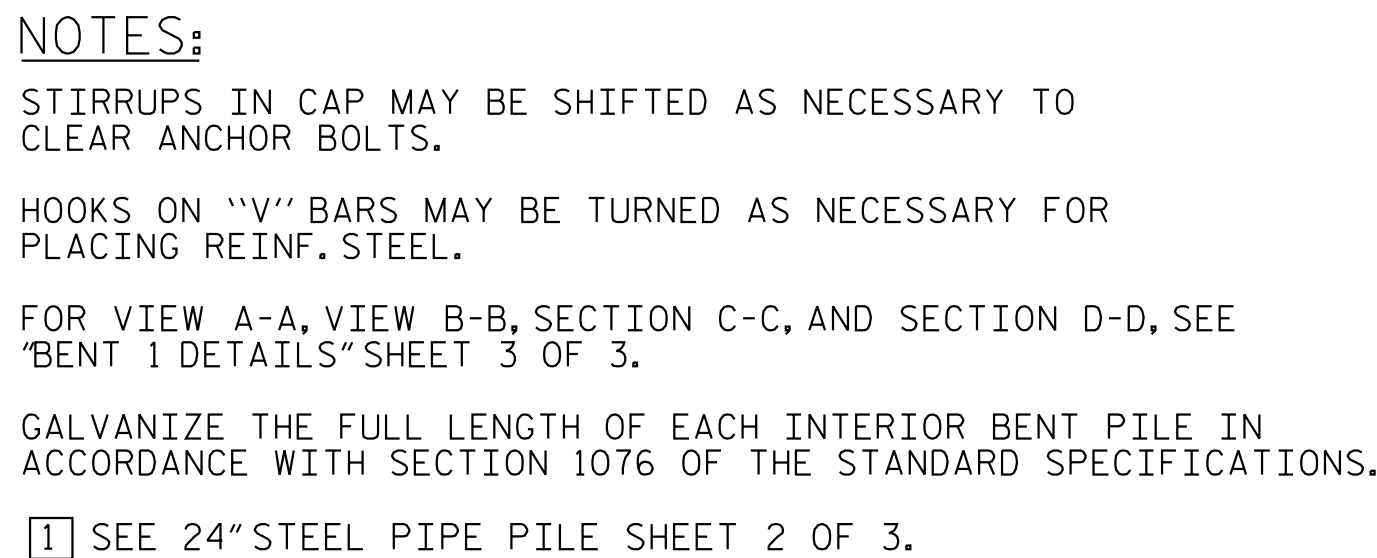 NOTES:
STIRRUPS IN CAP MAY BE SHIFTED AS NECESSARY TO
CLEAR ANCHOR BOLTS.
HOOKS ON ‵‵V′′ BARS MAY BE TURNED AS NECESSARY FOR
PLACING REINF. STEEL.
FOR VIEW A-A, VIEW B-B, SECTION C-C, AND SECTION D-D, SEE
"BENT 1 DETAILS" SHEET 3 OF 3.
GALVANIZE THE FULL LENGTH OF EACH INTERIOR BENT PILE IN
ACCORDANCE WITH SECTION 1076 OF THE STANDARD SPECIFICATIONS.
1 SEE 24" STEEL PIPE PILE SHEET 2 OF 3.